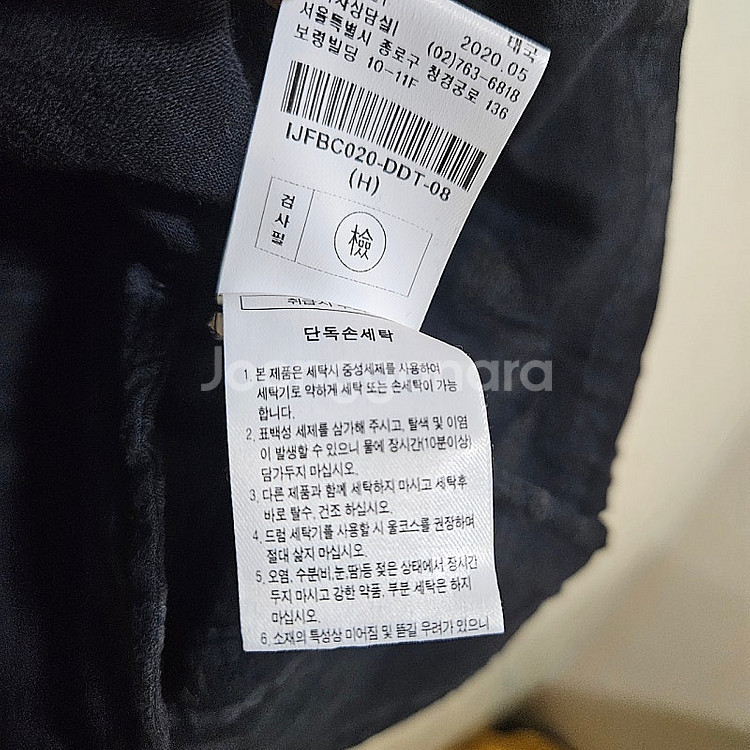 태국
2020.05
(02)763-6818
서울특별시 종로구 창경궁로 136
보령빌딩 10-11F
IJFBC020-DDT-08
(H)
검사필
檢
단독손세탁
1. 본 제품은 세탁시 중성세제를 사용하여
세탁기로 약하게 세탁 또는 손세탁이 가능
합니다.
2. 표백성 세제를 삼가해 주시고, 탈색 및 이염
이 발생할 수 있으니 물에 장시간(10분이상)
담가두지 마십시오.
3. 다른 제품과 함께 세탁하지 마시고 세탁후
바로 탈수, 건조 하십시오.
4. 드럼 세탁기를 사용할 시 울코스를 권장하며
절대 삶지 마십시오.
5. 오염, 수분(비,눈,땀)등 젖은 상태에서 장시간
두지 마시고 강한 약품, 부분 세탁은 하지
마십시오.
6. 소재의 특성상 미어짐 및 뜯길 우려가 있으니
Joonggonara